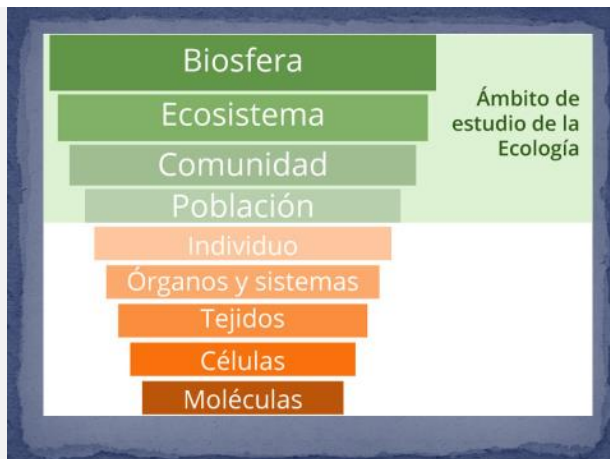 Biosfera
Ecosistema
Comunidad
Población
Individuo
Órganos y sistemas
Tejidos
Células
Moléculas
Ámbito de
estudio de la
Ecología